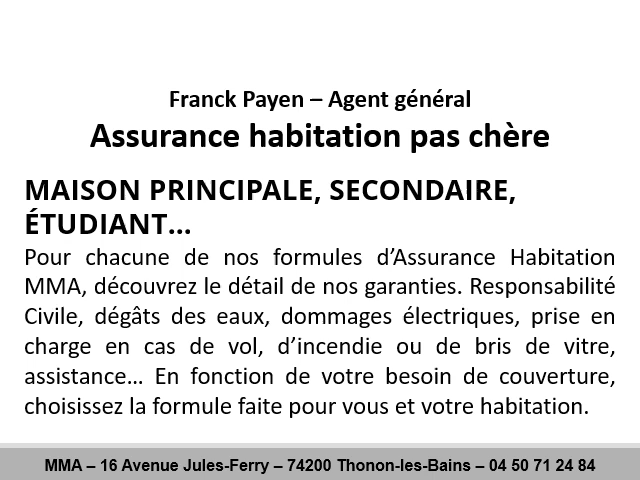 Franck Payen – Agent général
Assurance habitation pas chère
MAISON PRINCIPALE, SECONDAIRE,
ÉTUDIANT...
Pour chacune de nos formules d’Assurance Habitation
MMA, découvrez le détail de nos garanties. Responsabilité
Civile, dégâts des eaux, dommages électriques, prise en
charge en cas de vol, d’incendie ou de bris de vitre,
assistance… En fonction de votre besoin de couverture,
choisissez la formule faite pour vous et votre habitation.
MMA – 16 Avenue Jules-Ferry – 74200 Thonon-les-Bains – 04 50 71 24 84